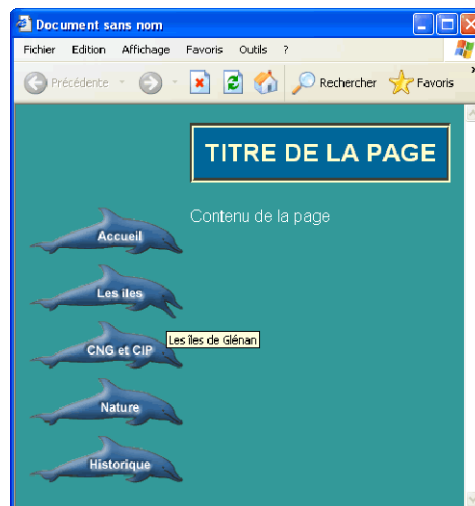 Document sans nom
Fichier Edition Affichage Favoris Outils ?
Précédente Rechercher Favoris »
TITRE DE LA PAGE
Contenu de la page
Accueil
Les iles
Les îles de Glénan
CNG et CIP
Nature
Historique